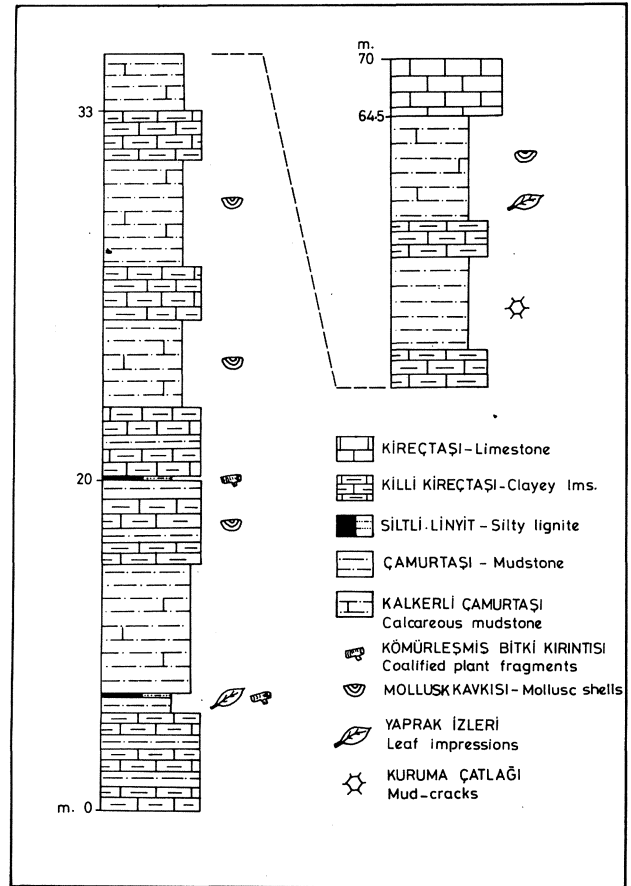 33
20
m. 0
m.
70
64.5
KİREÇTAŞI – Limestone
KİLLİ KİREÇTAŞI – Clayey lms.
SİLTLİ LİNYİT – Silty lignite
ÇAMURTAŞI – Mudstone
KALKERLİ ÇAMURTAŞI
Calcareous mudstone
KÖMÜRLEŞMİŞ BİTKİ KIRINTISI
Coalified plant fragments
MOLLUSK KAVKISI – Mollusc shells
YAPRAK İZLERİ
Leaf impressions
KURUMA ÇATLAĞI
Mud-cracks